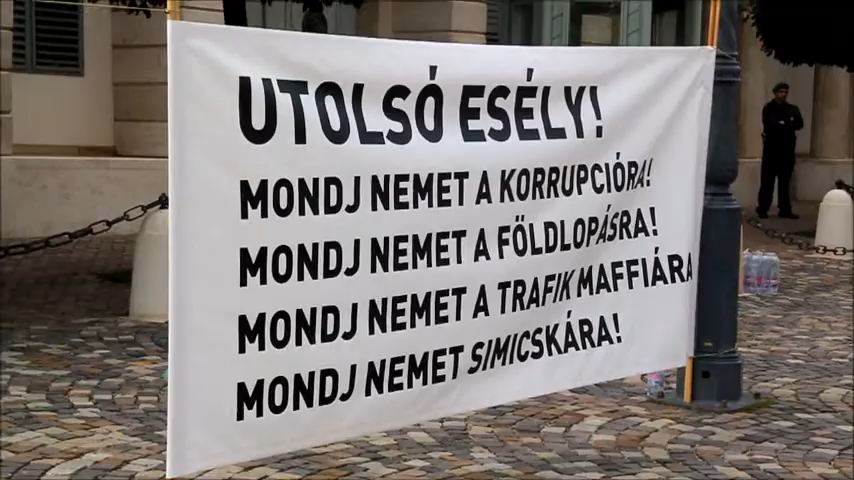 UTOLSÓ ESÉLY!
MONDJ NEMET A KORRUPCIÓRA!
MONDJ NEMET A FÖLDLOPÁSRA!
MONDJ NEMET A TRAFIK MAFFIÁRA
MONDJ NEMET SIMICSKÁRA!